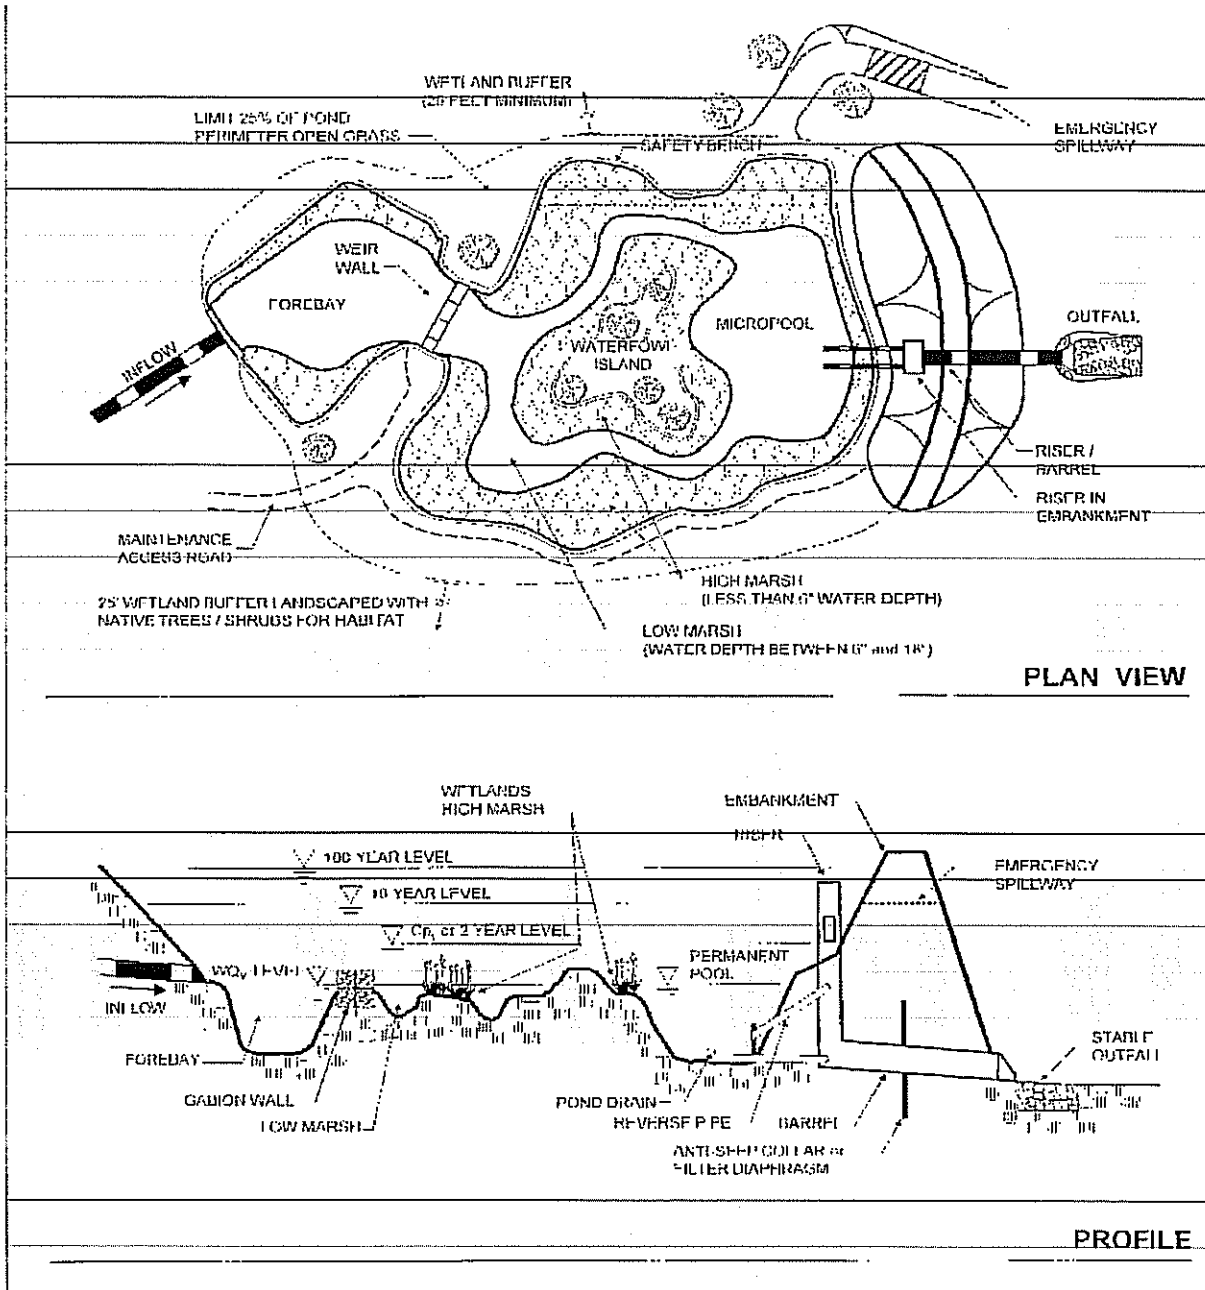 WETLAND BUFFER
(20 FEET MINIMUM)
LIMIT 25% OF POND
PERIMETER OPEN GRASS
EMERGENCY
SPILLWAY
SAFETY BENCH
WEIR
WALL
FOREBAY
MICROPOOL
OUTFALL
WATERFOWL
ISLAND
INFLOW
RISER /
BARREL
RISER IN
EMBANKMENT
MAINTENANCE
ACCESS ROAD
HIGH MARSH
(LESS THAN 6" WATER DEPTH)
25' WETLAND BUFFER LANDSCAPED WITH
NATIVE TREES / SHRUBS FOR HABITAT
LOW MARSH
(WATER DEPTH BETWEEN 6" and 18")
PLAN VIEW
WETLANDS
HIGH MARSH
EMBANKMENT
RISER
100 YEAR LEVEL
EMERGENCY
SPILLWAY
10 YEAR LEVEL
Cpv or 2 YEAR LEVEL
PERMANENT
POOL
WQv LEVEL
INFLOW
STABLE
OUTFALL
FOREBAY
GABION WALL
POND DRAIN
LOW MARSH
REVERSE PIPE
BARREL
ANTI-SEEP COLLAR or
FILTER DIAPHRAGM
PROFILE